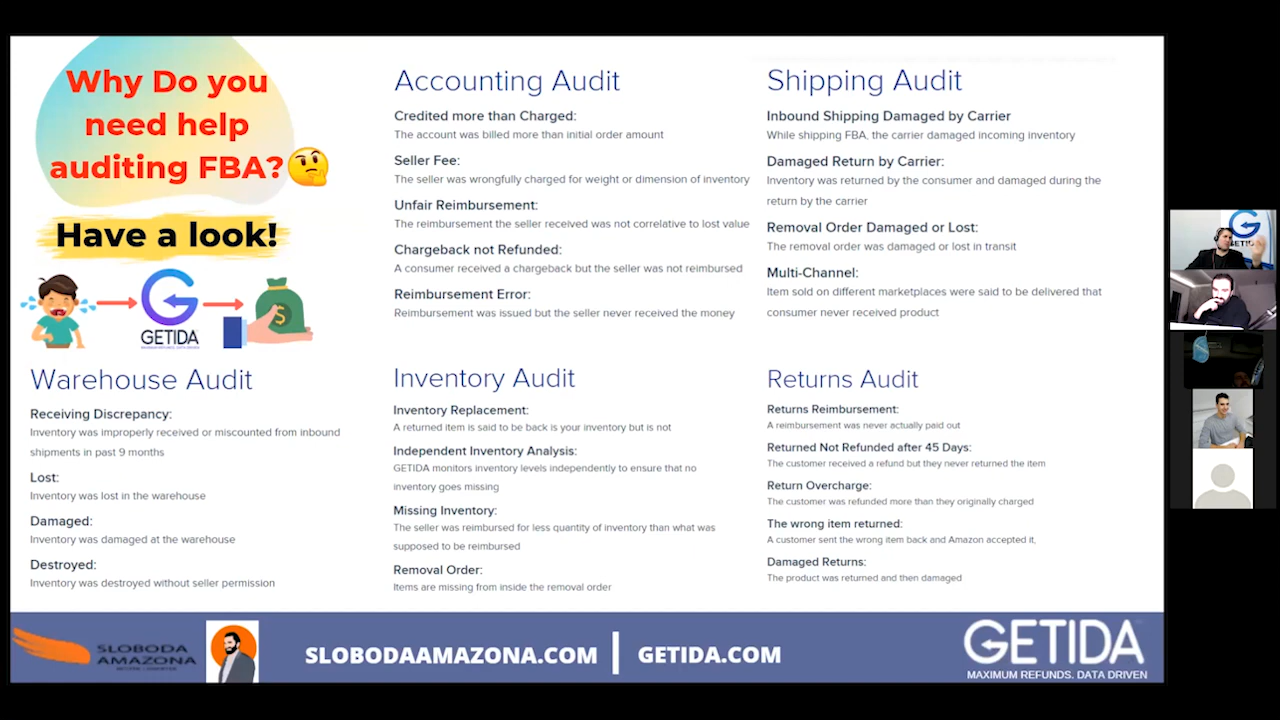 Why Do you
need help
auditing FBA?
Have a look!
GETIDA
Accounting Audit
Credited more than Charged:
The account was billed more than initial order amount
Seller Fee:
The seller was wrongfully charged for weight or dimension of inventory
Unfair Reimbursement:
The reimbursement the seller received was not correlative to lost value
Chargeback not Refunded:
A consumer received a chargeback but the seller was not reimbursed
Reimbursement Error:
Reimbursement was issued but the seller never received the money
Shipping Audit
Inbound Shipping Damaged by Carrier
While shipping FBA, the carrier damaged incoming inventory
Damaged Return by Carrier:
Inventory was returned by the consumer and damaged during the
return by the carrier
Removal Order Damaged or Lost:
The removal order was damaged or lost in transit
Multi-Channel:
Item sold on different marketplaces were said to be delivered that
consumer never received product
Warehouse Audit
Receiving Discrepancy:
Inventory was improperly received or miscounted from inbound
shipments in past 9 months
Lost:
Inventory was lost in the warehouse
Damaged:
Inventory was damaged at the warehouse
Destroyed:
Inventory was destroyed without seller permission
Inventory Audit
Inventory Replacement:
A returned item is said to be back is your inventory but is not
Independent Inventory Analysis:
GETIDA monitors inventory levels independently to ensure that no
inventory goes missing
Missing Inventory:
The seller was reimbursed for less quantity of inventory than what was
supposed to be reimbursed
Removal Order:
Items are missing from inside the removal order
Returns Audit
Returns Reimbursement:
A reimbursement was never actually paid out
Returned Not Refunded after 45 Days:
The customer received a refund but they never returned the item
Return Overcharge:
The customer was refunded more than they originally charged
The wrong item returned:
A customer sent the wrong item back and Amazon accepted it,
Damaged Returns:
The product was returned and then damaged
SLOBODA
AMAZONA
SLOBODAAMAZONA.COM | GETIDA.COM
GETIDA
MAXIMUM REFUNDS. DATA DRIVEN